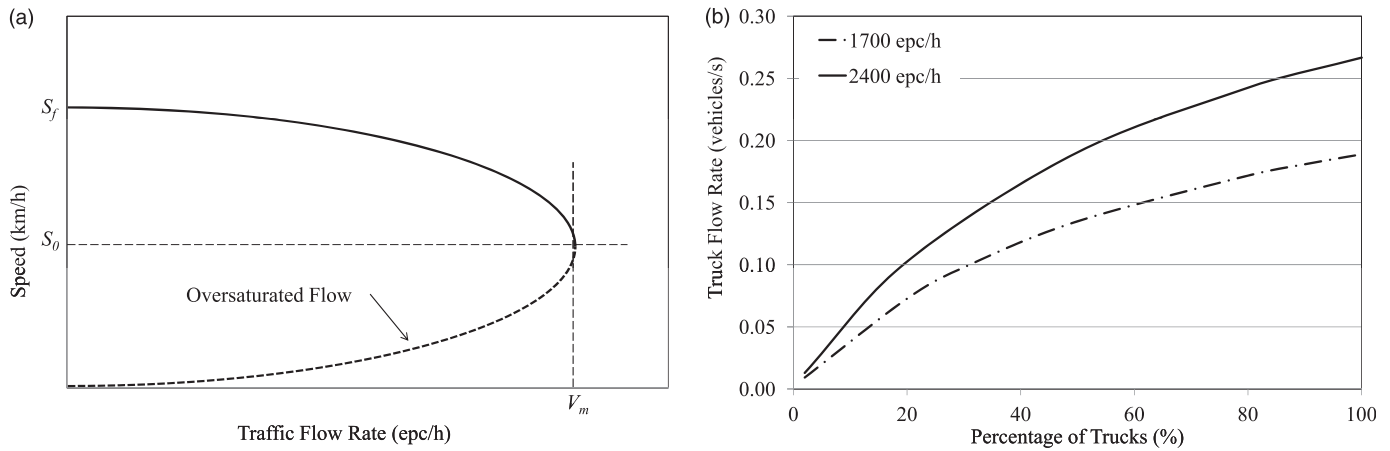 (a)
Speed (km/h)
S_f
S_0
Oversaturated Flow
V_m
Traffic Flow Rate (epc/h)
(b)
Truck Flow Rate (vehicles/s)
0.30
0.25
0.20
0.15
0.10
0.05
0.00
1700 epc/h
2400 epc/h
0 20 40 60 80 100
Percentage of Trucks (%)